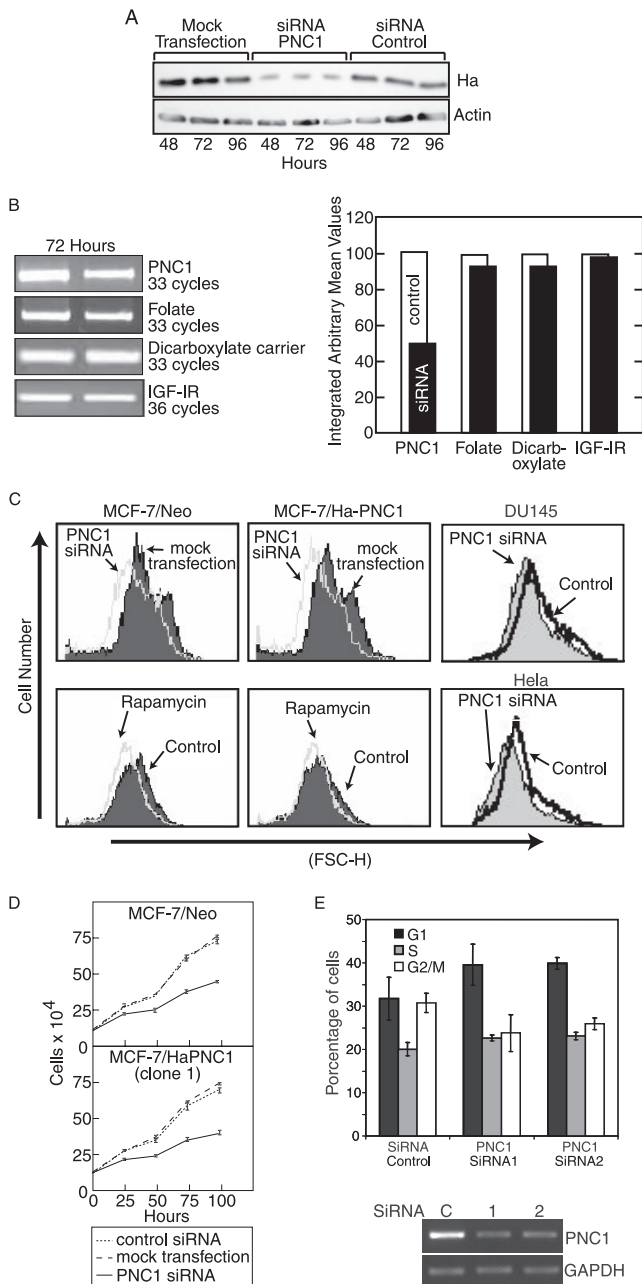 A
Mock Transfection
siRNA PNC1
siRNA Control
Ha
Actin
48 72 96 48 72 96 48 72 96
Hours
B
72 Hours
PNC1
33 cycles
Folate
33 cycles
Dicarboxylate carrier
33 cycles
IGF-IR
36 cycles
Integrated Arbitrary Mean Values
120
100
80
60
40
20
0
control
siRNA
PNC1 Folate Dicarb-oxylate IGF-IR
C
Cell Number
MCF-7/Neo
PNC1 siRNA
mock transfection
MCF-7/Ha-PNC1
PNC1 siRNA
mock transfection
DU145
PNC1 siRNA
Control
Rapamycin
Control
Rapamycin
Control
Hela
PNC1 siRNA
Control
(FSC-H)
D
MCF-7/Neo
75
50
25
0
Cells x 10⁴
MCF-7/HaPNC1
(clone 1)
75
50
25
0
0 25 50 75 100
Hours
control siRNA
mock transfection
PNC1 siRNA
E
Porcentage of cells
50
40
30
20
10
0
G1
S
G2/M
SiRNA Control
PNC1 SiRNA1
PNC1 SiRNA2
SiRNA C 1 2
PNC1
GAPDH